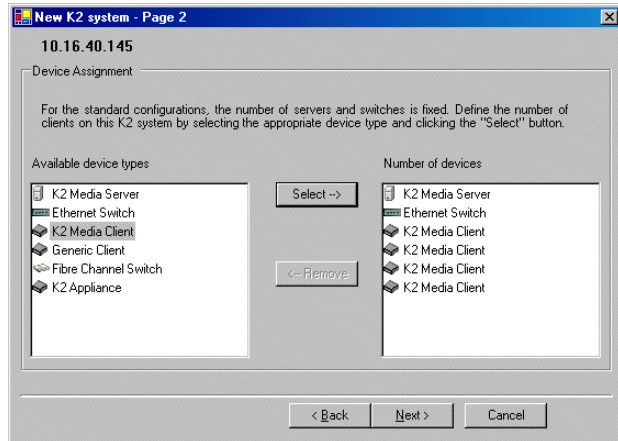 New K2 system - Page 2
10.16.40.145
Device Assignment
For the standard configurations, the number of servers and switches is fixed. Define the number of
clients on this K2 system by selecting the appropriate device type and clicking the "Select" button.
Available device types
K2 Media Server
Ethernet Switch
K2 Media Client
Generic Client
Fibre Channel Switch
K2 Appliance
Select -->
<-- Remove
Number of devices
K2 Media Server
Ethernet Switch
K2 Media Client
K2 Media Client
K2 Media Client
K2 Media Client
< Back
Next >
Cancel